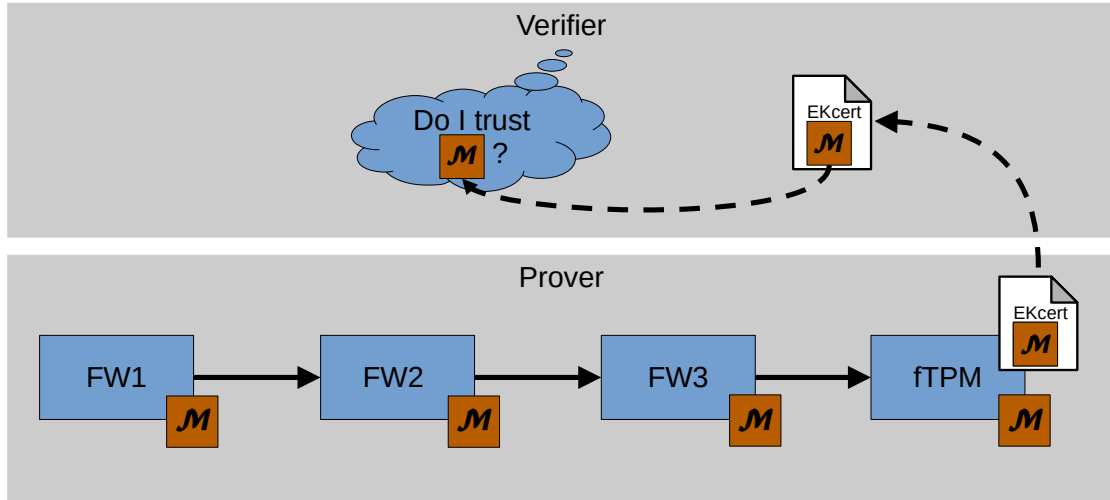 Verifier
Do I trust
M ?
EKcert
M
Prover
EKcert
M
FW1
M
FW2
M
FW3
M
fTPM
M